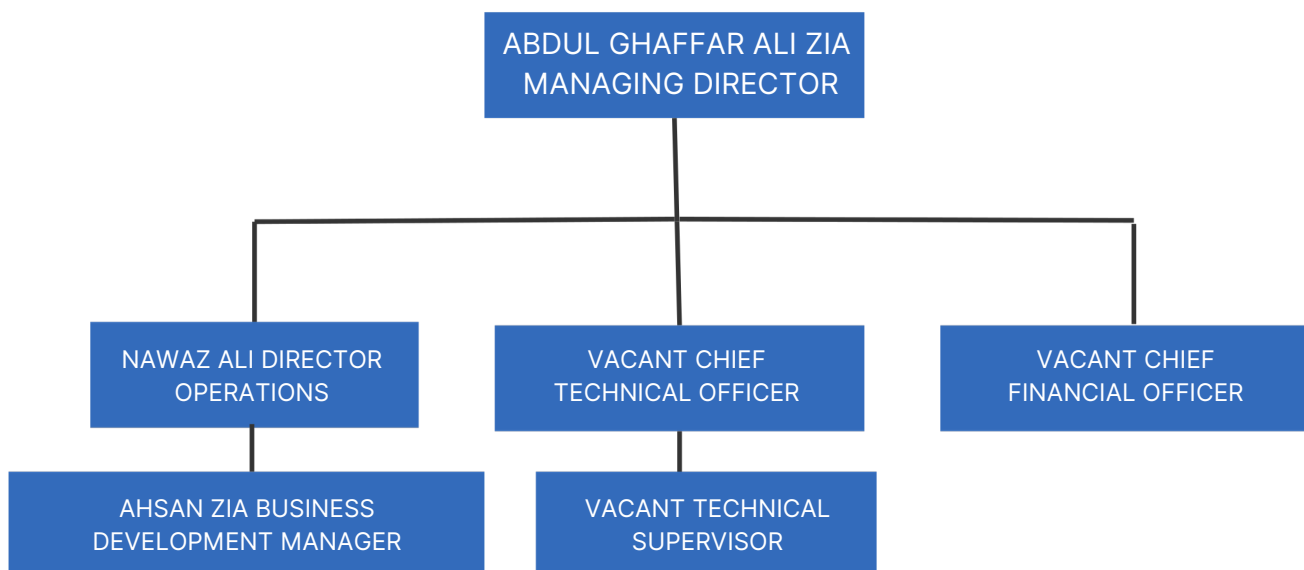 ABDUL GHAFFAR ALI ZIA
MANAGING DIRECTOR
NAWAZ ALI DIRECTOR
OPERATIONS
VACANT CHIEF
TECHNICAL OFFICER
VACANT CHIEF
FINANCIAL OFFICER
AHSAN ZIA BUSINESS
DEVELOPMENT MANAGER
VACANT TECHNICAL
SUPERVISOR